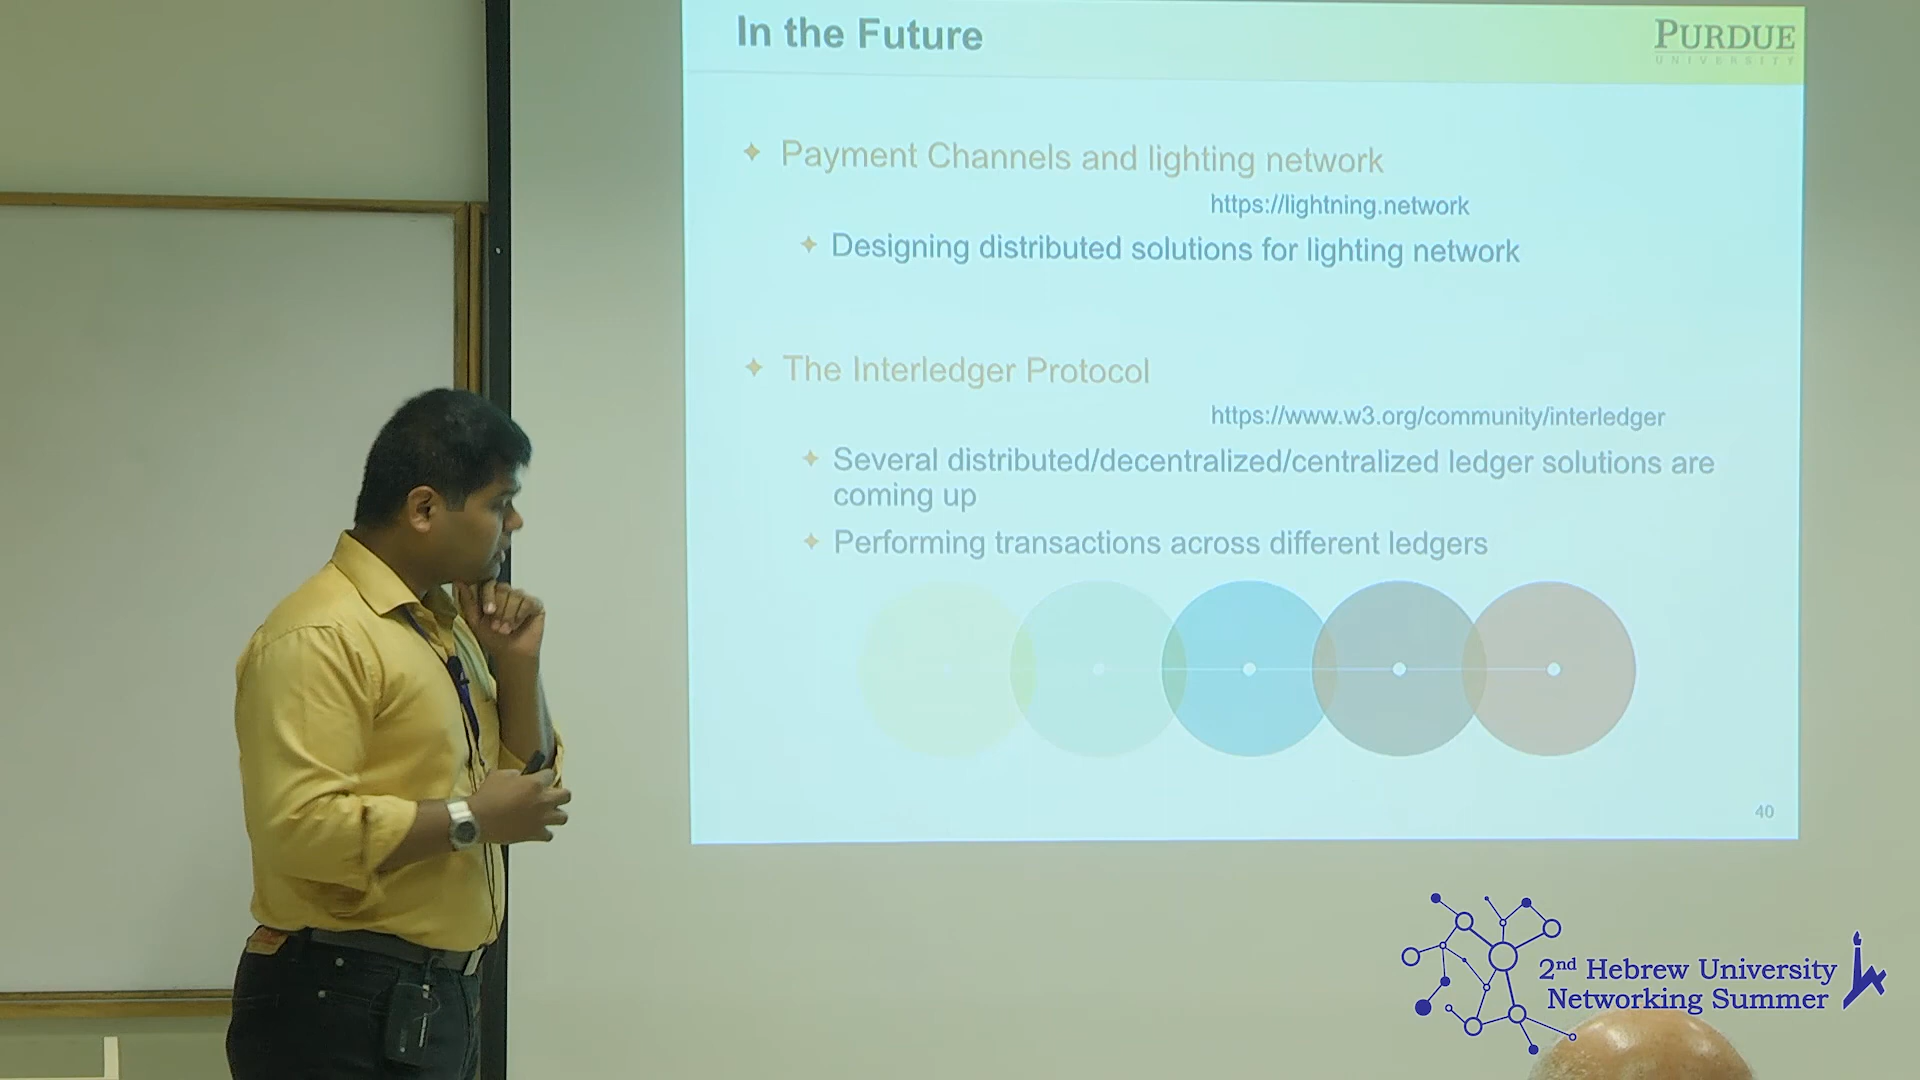 In the Future
PURDUE
UNIVERSITY
Payment Channels and lighting network
https://lightning.network
Designing distributed solutions for lighting network
The Interledger Protocol
https://www.w3.org/community/interledger
Several distributed/decentralized/centralized ledger solutions are
coming up
Performing transactions across different ledgers
40
2nd Hebrew University
Networking Summer